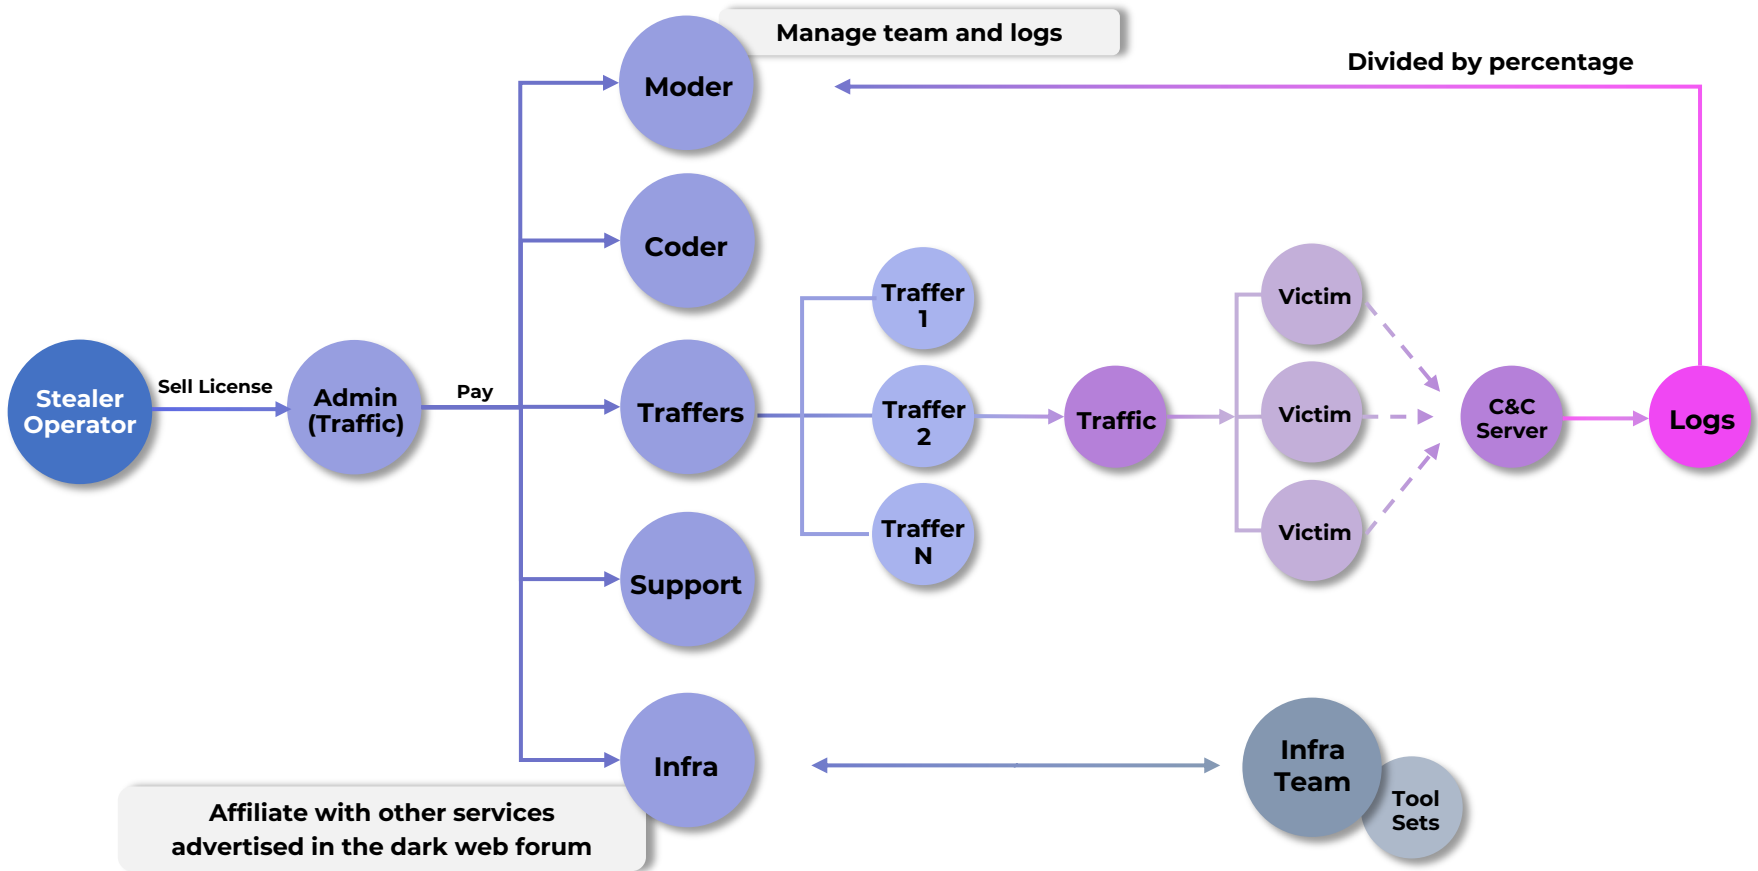 Manage team and logs
Moder
Divided by percentage
Coder
Stealer
Operator
Sell License
Admin
(Traffic)
Pay
Traffers
Traffer
1
Traffer
2
Traffer
N
Traffic
Victim
Victim
Victim
C&C
Server
Logs
Support
Infra
Affiliate with other services
advertised in the dark web forum
Infra
Team
Tool
Sets